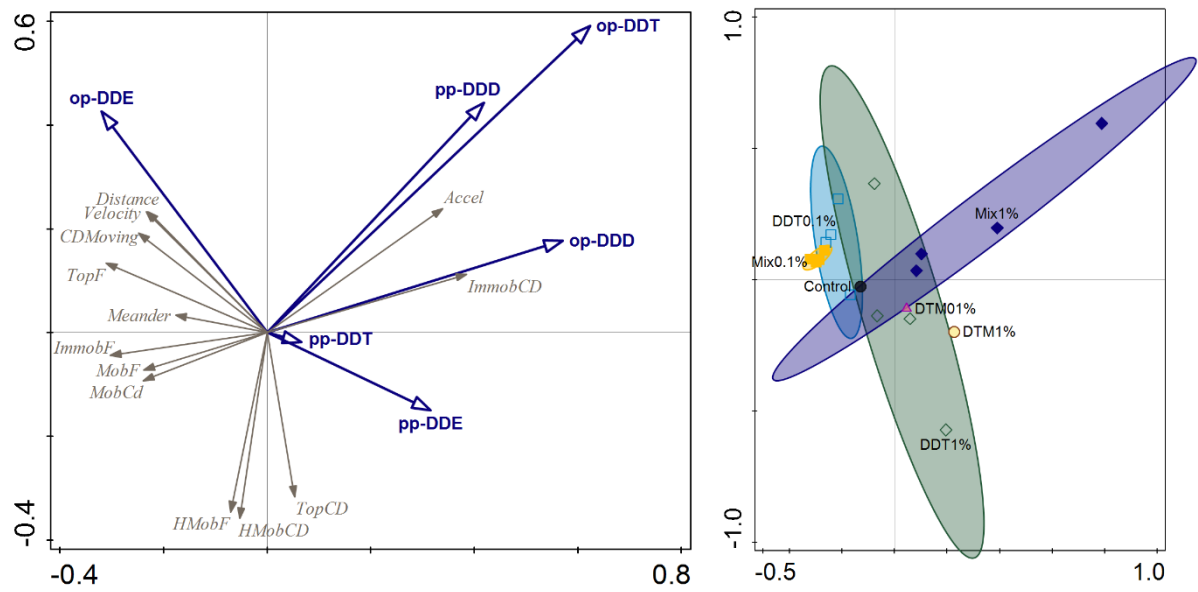 0.6
op-DDT
pp-DDD
op-DDE
Distance
Velocity
CDMoving
TopF
Meander
ImmobF
MobF
MobCd
Accel
op-DDD
ImmobCD
pp-DDT
pp-DDE
HMobF
HMobCD
TopCD
-0.4
-0.4
0.8
1.0
Mix1%
DDT0.1%
Mix0.1%
Control
DTM01%
DTM1%
DDT1%
-1.0
-0.5
1.0